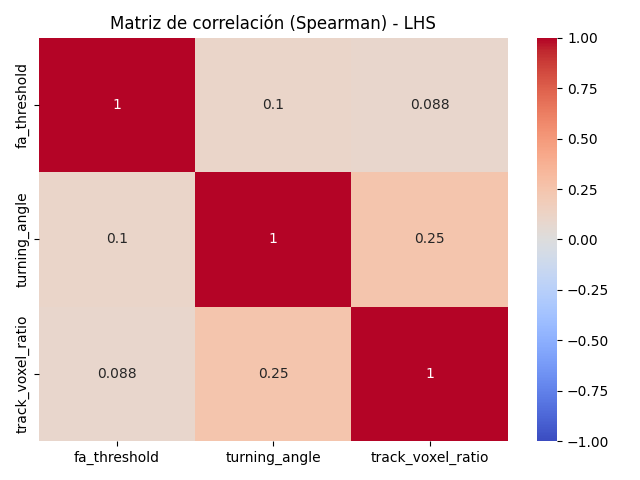 Matriz de correlación (Spearman) - LHS
fa_threshold
1
0.1
0.088
turning_angle
0.1
1
0.25
track_voxel_ratio
0.088
0.25
1
fa_threshold
turning_angle
track_voxel_ratio
1.00
0.75
0.50
0.25
0.00
−0.25
−0.50
−0.75
−1.00